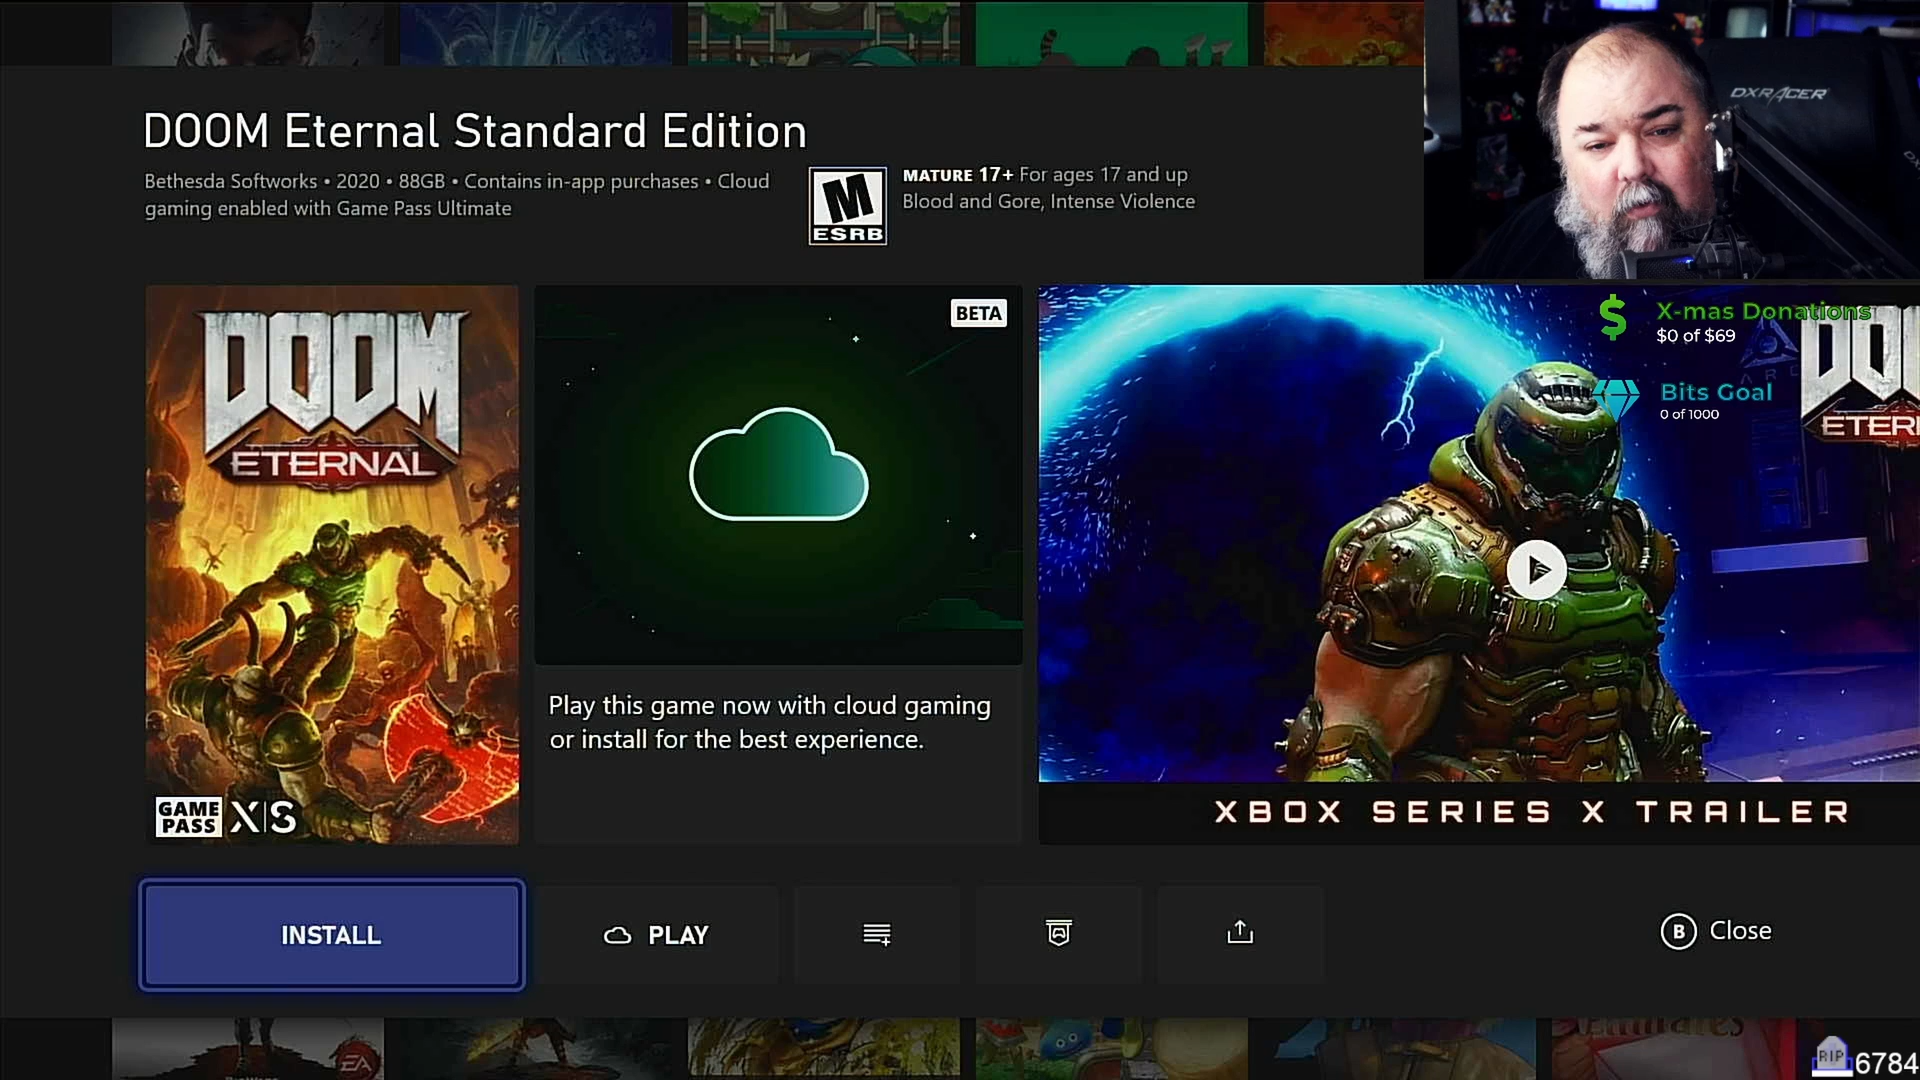 DOOM Eternal Standard Edition
Bethesda Softworks • 2020 • 88GB • Contains in-app purchases • Cloud
gaming enabled with Game Pass Ultimate
M
ESRB
MATURE 17+ For ages 17 and up
Blood and Gore, Intense Violence
DXRACER
DOOM
ETERNAL
GAME
PASS
X|S
BETA
Play this game now with cloud gaming
or install for the best experience.
$ X-mas Donations
$0 of $69
Bits Goal
0 of 1000
XBOX SERIES X TRAILER
INSTALL
PLAY
B Close
EA
RIP 6784